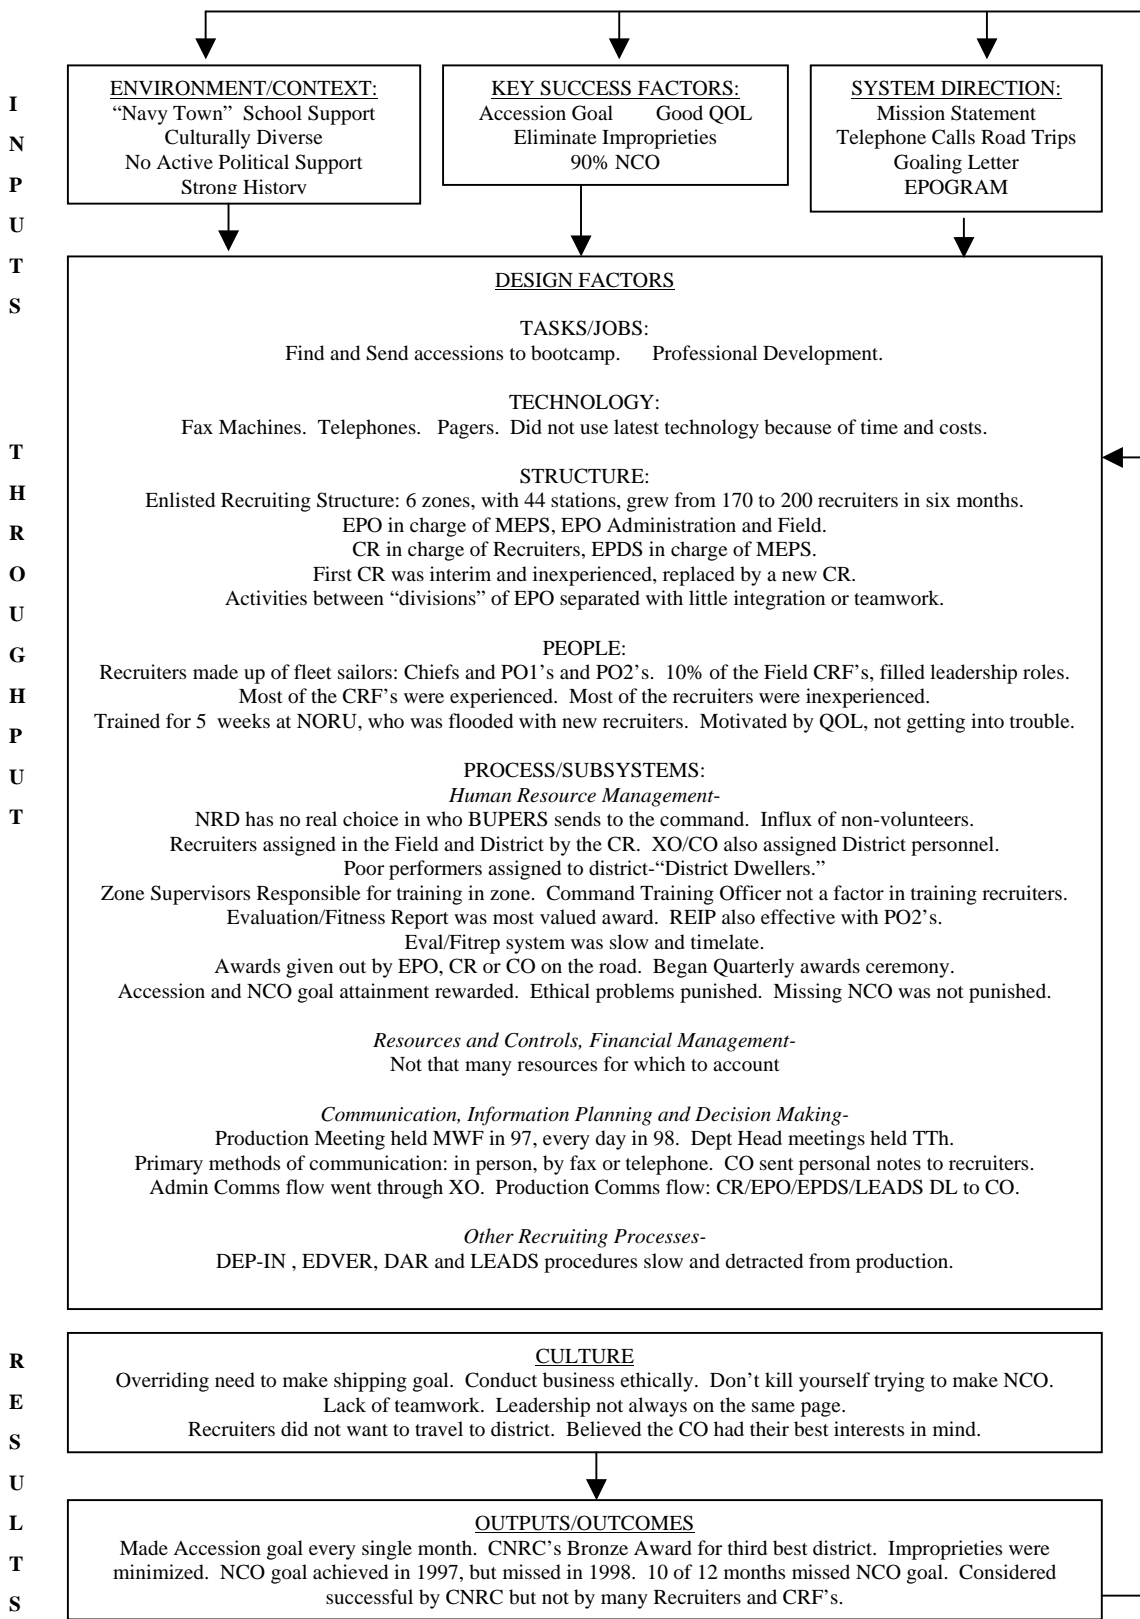 INPUTS
ENVIRONMENT/CONTEXT:
“Navy Town”  School Support
Culturally Diverse
No Active Political Support
Strong History
KEY SUCCESS FACTORS:
Accession Goal     Good QOL
Eliminate Improprieties
90% NCO
SYSTEM DIRECTION:
Mission Statement
Telephone Calls Road Trips
Goaling Letter
EPOGRAM
THROUGHPUT
DESIGN FACTORS
TASKS/JOBS:
Find and Send accessions to bootcamp.    Professional Development.
TECHNOLOGY:
Fax Machines.  Telephones.   Pagers.  Did not use latest technology because of time and costs.
STRUCTURE:
Enlisted Recruiting Structure: 6 zones, with 44 stations, grew from 170 to 200 recruiters in six months.
EPO in charge of MEPS, EPO Administration and Field.
CR in charge of Recruiters, EPDS in charge of MEPS.
First CR was interim and inexperienced, replaced by a new CR.
Activities between “divisions” of EPO separated with little integration or teamwork.
PEOPLE:
Recruiters made up of fleet sailors: Chiefs and PO1's and PO2's.  10% of the Field CRF's, filled leadership roles.
Most of the CRF's were experienced.  Most of the recruiters were inexperienced.
Trained for 5  weeks at NORU, who was flooded with new recruiters.  Motivated by QOL, not getting into trouble.
PROCESS/SUBSYSTEMS:
Human Resource Management-
NRD has no real choice in who BUPERS sends to the command.  Influx of non-volunteers.
Recruiters assigned in the Field and District by the CR.  XO/CO also assigned District personnel.
Poor performers assigned to district-“District Dwellers.”
Zone Supervisors Responsible for training in zone.  Command Training Officer not a factor in training recruiters.
Evaluation/Fitness Report was most valued award.  REIP also effective with PO2's.
Eval/Fitrep system was slow and timelate.
Awards given out by EPO, CR or CO on the road.  Began Quarterly awards ceremony.
Accession and NCO goal attainment rewarded.  Ethical problems punished.  Missing NCO was not punished.
Resources and Controls, Financial Management-
Not that many resources for which to account
Communication, Information Planning and Decision Making-
Production Meeting held MWF in 97, every day in 98.  Dept Head meetings held TTh.
Primary methods of communication: in person, by fax or telephone.  CO sent personal notes to recruiters.
Admin Comms flow went through XO.  Production Comms flow: CR/EPO/EPDS/LEADS DL to CO.
Other Recruiting Processes-
DEP-IN , EDVER, DAR and LEADS procedures slow and detracted from production.
RESULTS
CULTURE
Overriding need to make shipping goal.  Conduct business ethically.  Don't kill yourself trying to make NCO.
Lack of teamwork.  Leadership not always on the same page.
Recruiters did not want to travel to district.  Believed the CO had their best interests in mind.
OUTPUTS/OUTCOMES
Made Accession goal every single month.  CNRC's Bronze Award for third best district.  Improprieties were
minimized.  NCO goal achieved in 1997, but missed in 1998.  10 of 12 months missed NCO goal.  Considered
successful by CNRC but not by many Recruiters and CRF's.